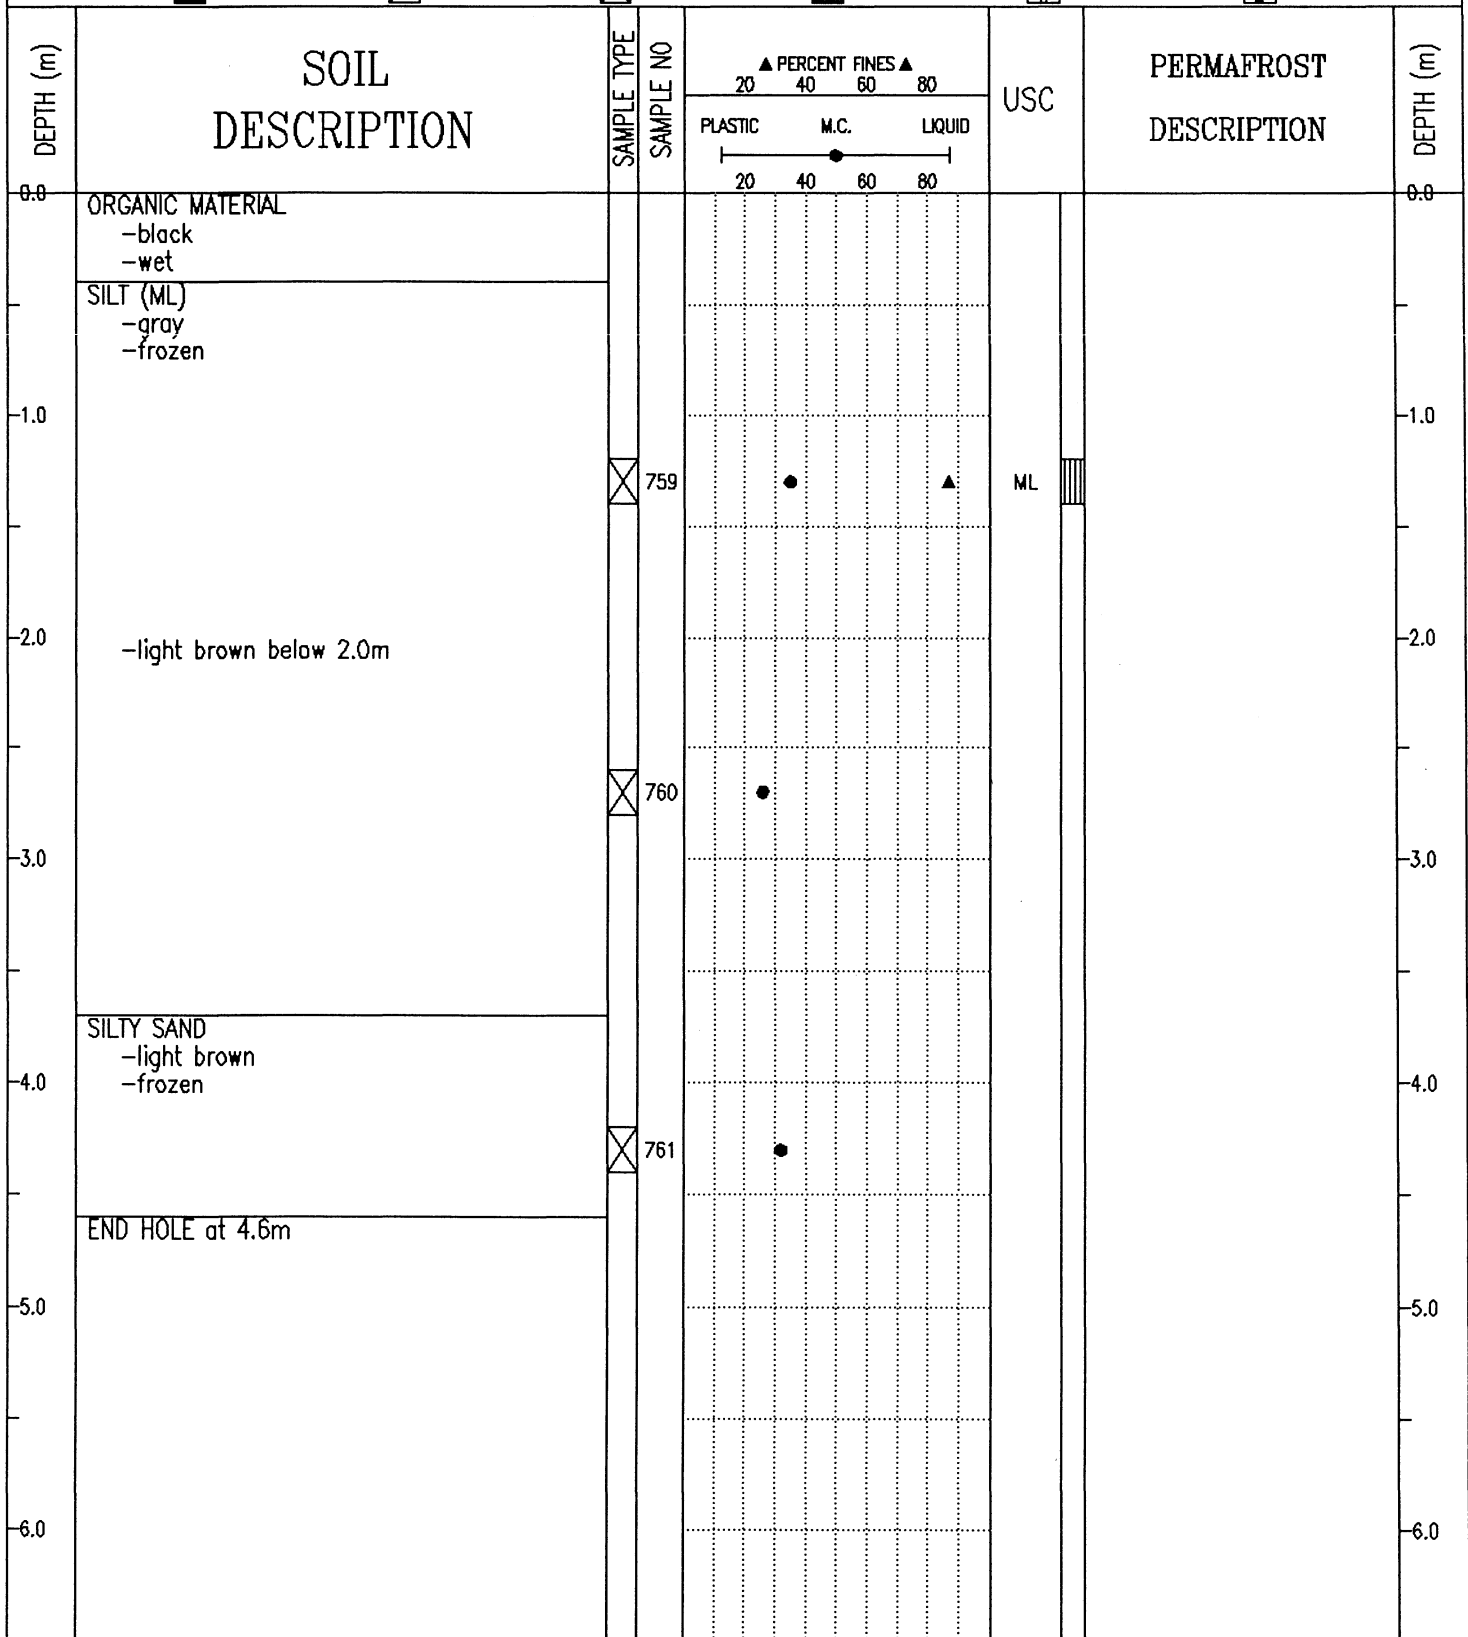 DEPTH (m)
SOIL
DESCRIPTION
SAMPLE TYPE
SAMPLE NO
▲ PERCENT FINES ▲
20 40 60 80
PLASTIC M.C. LIQUID
20 40 60 80
USC
PERMAFROST
DESCRIPTION
DEPTH (m)
0.0 0.0
ORGANIC MATERIAL
-black
-wet
SILT (ML)
-gray
-frozen
-1.0 -1.0
759 ML
-2.0 -2.0
-light brown below 2.0m
760
-3.0 -3.0
SILTY SAND
-light brown
-frozen
-4.0 -4.0
761
END HOLE at 4.6m
-5.0 -5.0
-6.0 -6.0